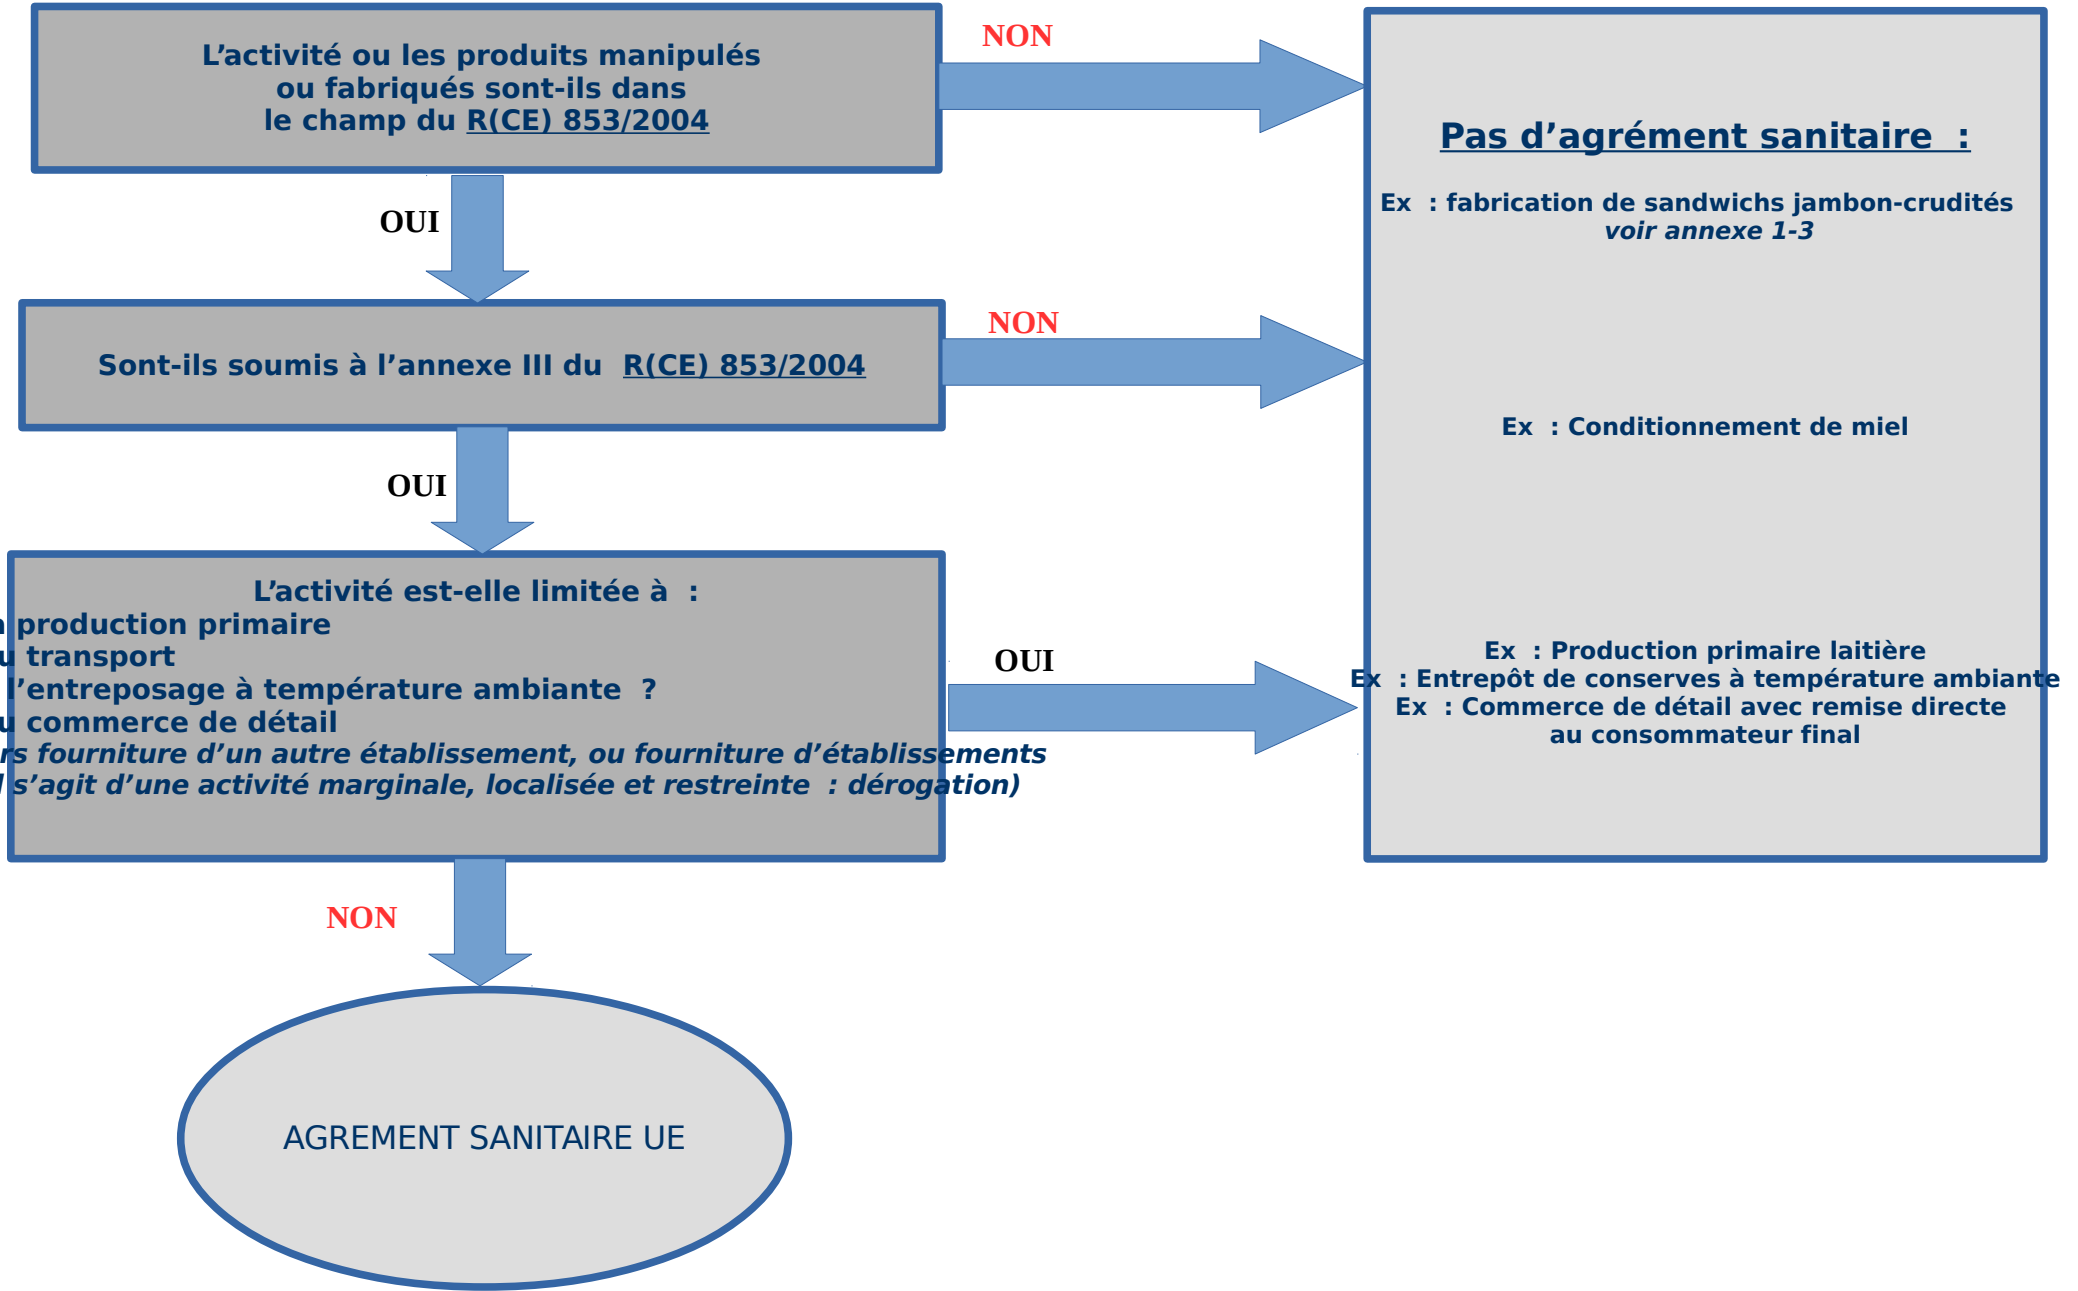 L’activité ou les produits manipulés
ou fabriqués sont-ils dans
le champ du R(CE) 853/2004
NON
OUI
Sont-ils soumis à l’annexe III du R(CE) 853/2004
NON
OUI
L’activité est-elle limitée à :
production primaire
transport
l’entreposage à température ambiante ?
commerce de détail
fourniture d’un autre établissement, ou fourniture d’établissements
s’agit d’une activité marginale, localisée et restreinte : dérogation)
OUI
NON
AGREMENT SANITAIRE UE
Pas d’agrément sanitaire :
Ex : fabrication de sandwichs jambon-crudités
voir annexe 1-3
Ex : Conditionnement de miel
Ex : Production primaire laitière
Ex : Entrepôt de conserves à température ambiante
Ex : Commerce de détail avec remise directe
au consommateur final